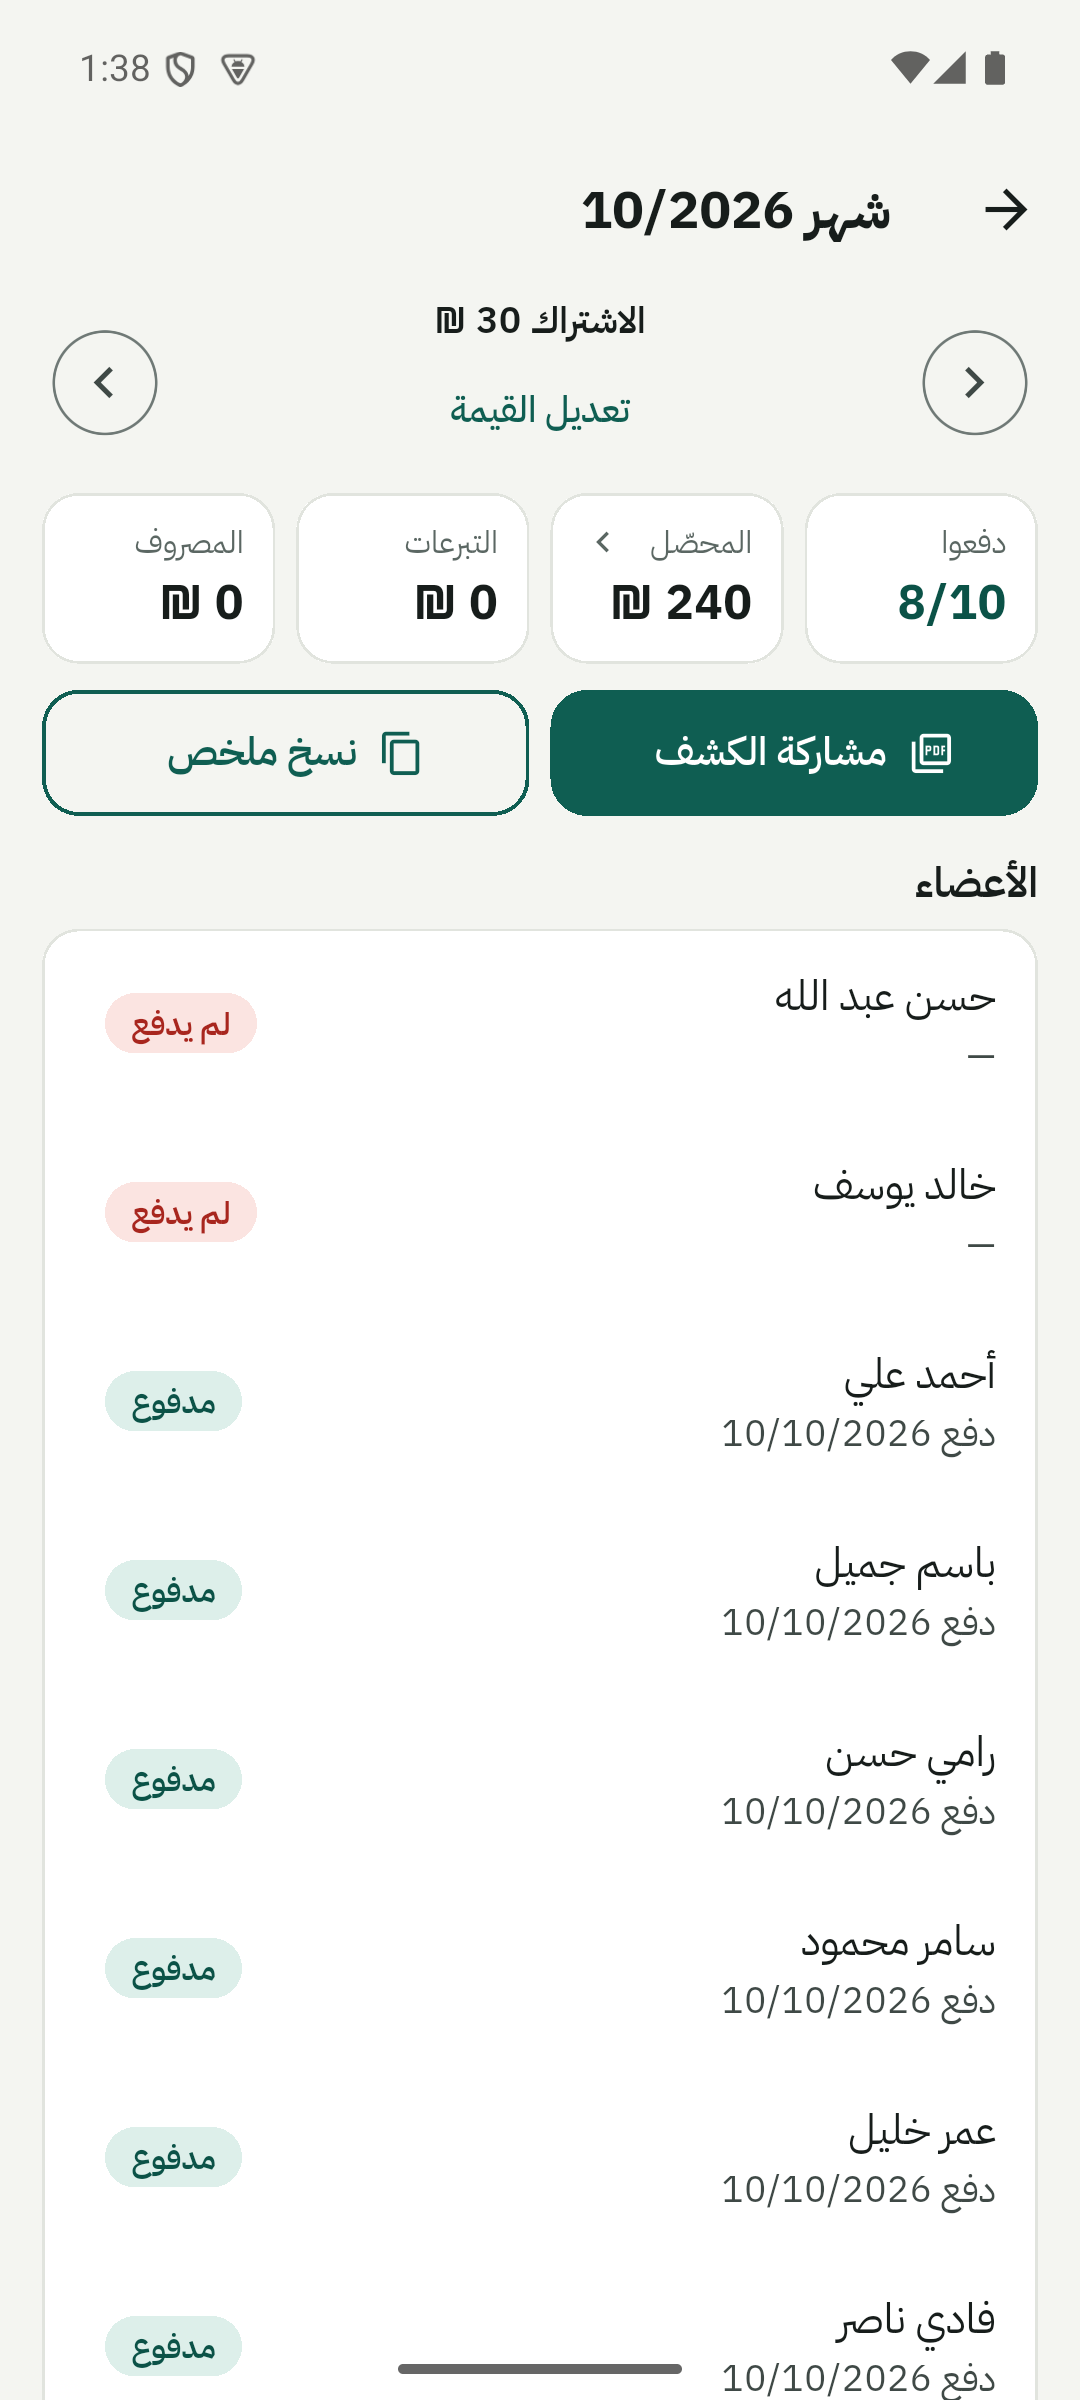 1:38
شهر 10/2026
الاشتراك 30 ₪
تعديل القيمة
دفعوا
8/10
المحصّل
240 ₪
التبرعات
0 ₪
المصروف
0 ₪
مشاركة الكشف
PDF
نسخ ملخص
الأعضاء
حسن عبد الله
لم يدفع
—
خالد يوسف
لم يدفع
—
أحمد علي
دفع 10/10/2026
مدفوع
باسم جميل
دفع 10/10/2026
مدفوع
رامي حسن
دفع 10/10/2026
مدفوع
سامر محمود
دفع 10/10/2026
مدفوع
عمر خليل
دفع 10/10/2026
مدفوع
فادي ناصر
دفع 10/10/2026
مدفوع